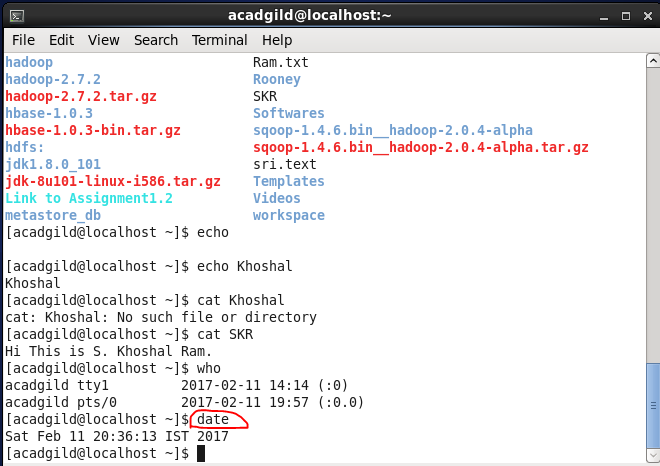 acadgild@localhost:~
File Edit View Search Terminal Help
hadoop Ram.txt
hadoop-2.7.2 Rooney
hadoop-2.7.2.tar.gz SKR
hbase-1.0.3 Softwares
hbase-1.0.3-bin.tar.gz sqoop-1.4.6.bin__hadoop-2.0.4-alpha
hdfs: sqoop-1.4.6.bin__hadoop-2.0.4-alpha.tar.gz
jdk1.8.0_101 sri.text
jdk-8u101-linux-i586.tar.gz Templates
Link to Assignment1.2 Videos
metastore_db workspace
[acadgild@localhost ~]$ echo
[acadgild@localhost ~]$ echo Khoshal
Khoshal
[acadgild@localhost ~]$ cat Khoshal
cat: Khoshal: No such file or directory
[acadgild@localhost ~]$ cat SKR
Hi This is S. Khoshal Ram.
[acadgild@localhost ~]$ who
acadgild tty1 2017-02-11 14:14 (:0)
acadgild pts/0 2017-02-11 19:57 (:0.0)
[acadgild@localhost ~]$ date
Sat Feb 11 20:36:13 IST 2017
[acadgild@localhost ~]$